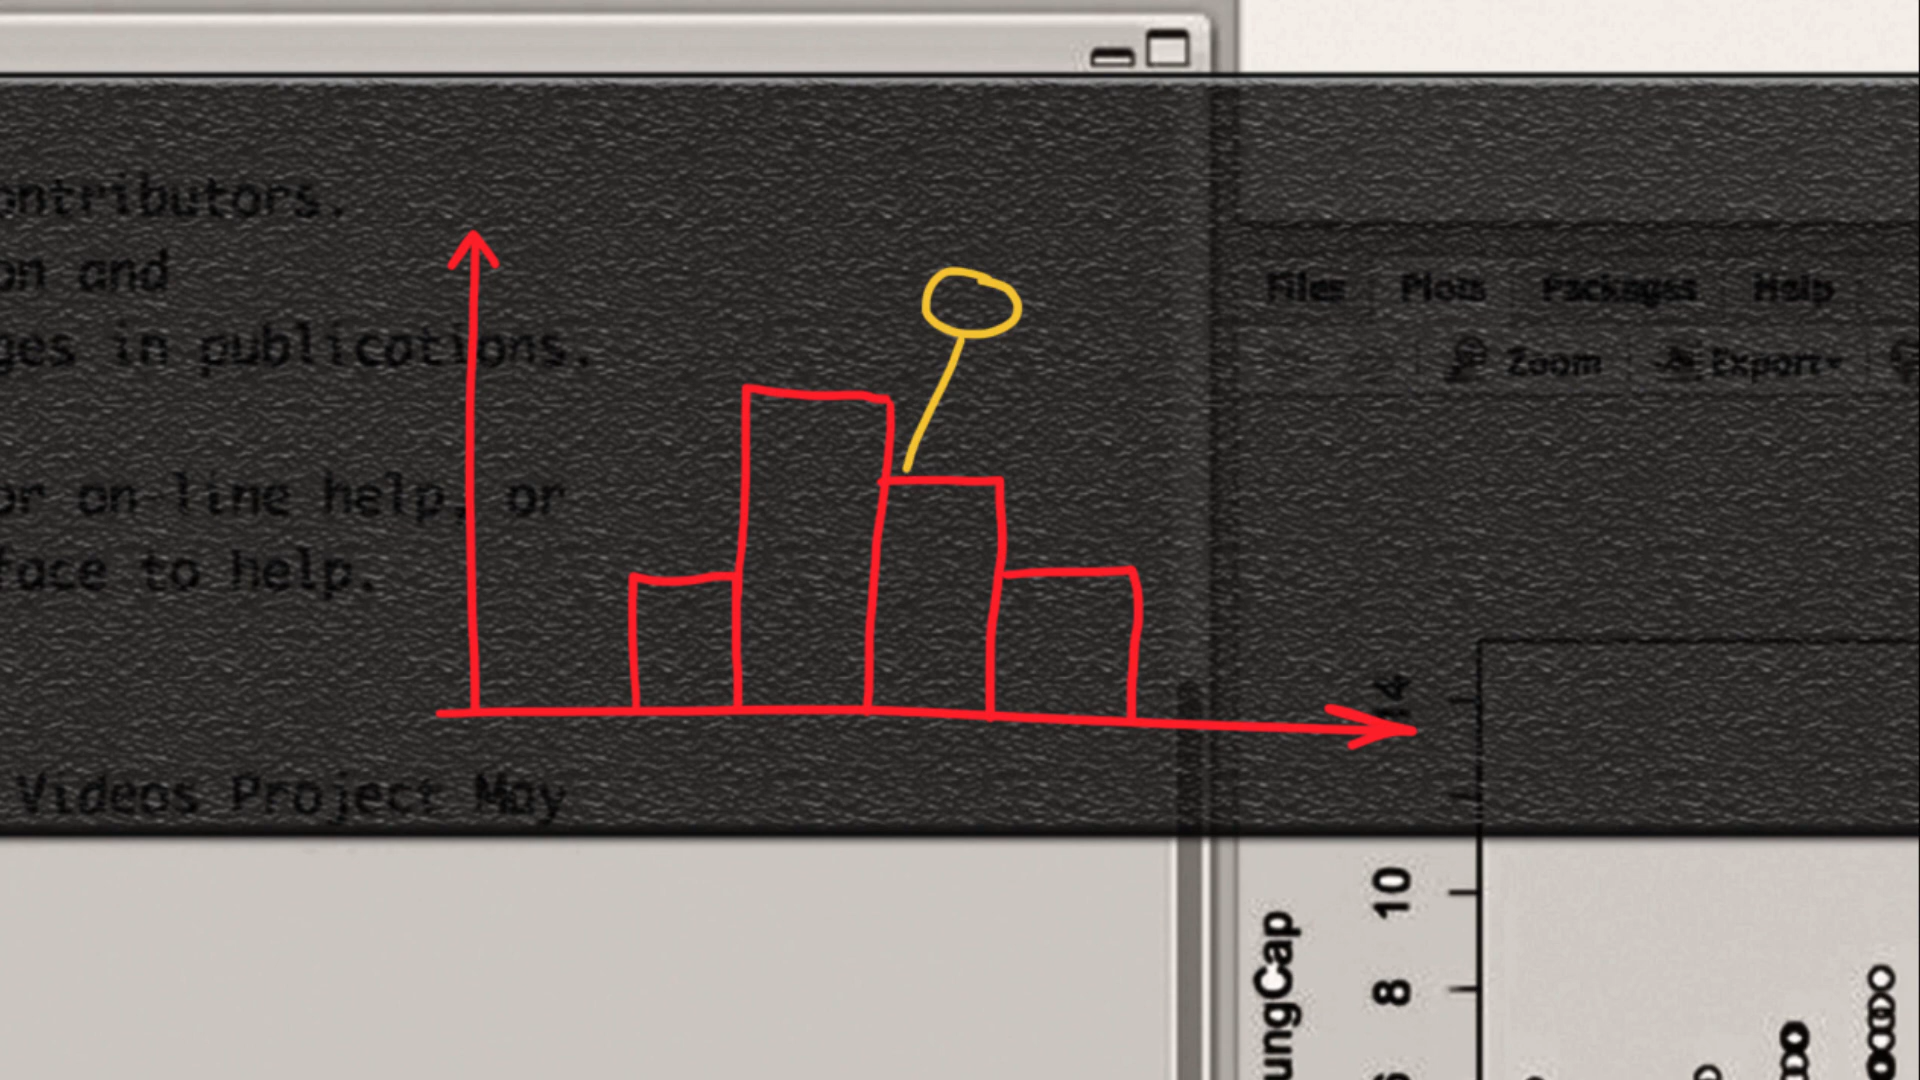 ontributors.
on and
ges in publications.
or on-line help, or
face to help.
Videos Project May
Files Plots Packages Help
Zoom Export
14
10
8
6
ungCap